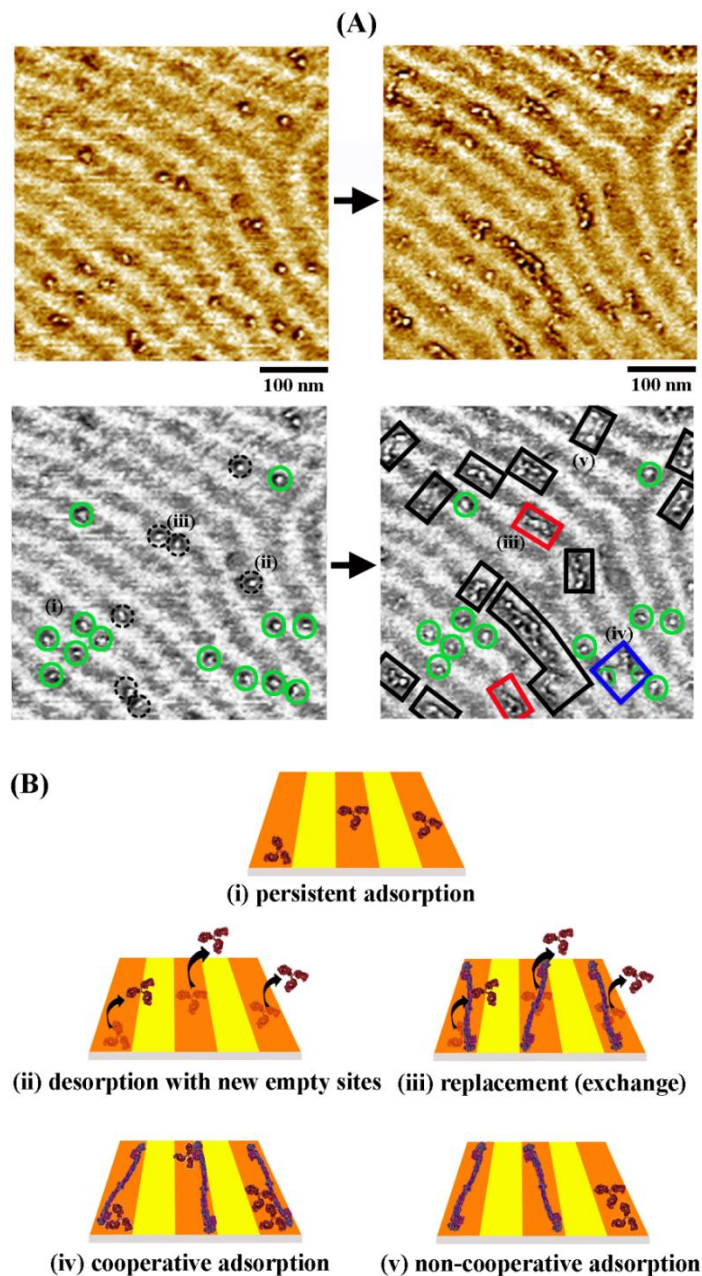 (A)
100 nm
100 nm
(iii)
(ii)
(i)
(v)
(iii)
(iv)
(B)
(i) persistent adsorption
(ii) desorption with new empty sites
(iii) replacement (exchange)
(iv) cooperative adsorption
(v) non-cooperative adsorption